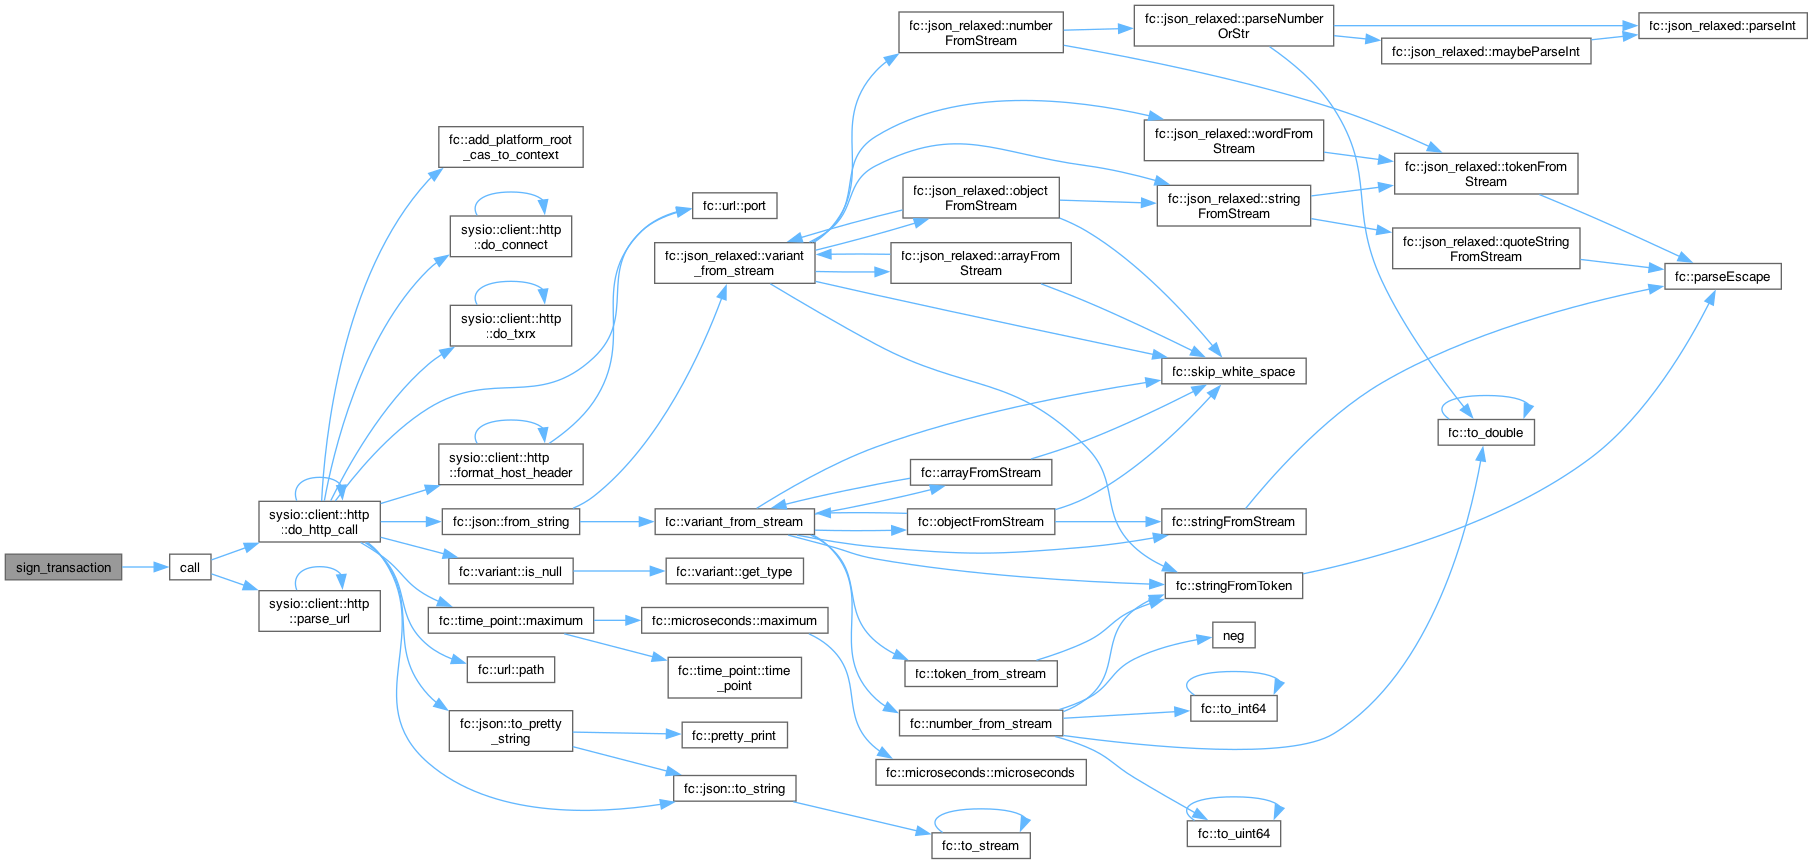 sign_transaction
call
sysio::client::http
::do_http_call
sysio::client::http
::parse_url
fc::add_platform_root
_cas_to_context
sysio::client::http
::do_connect
sysio::client::http
::do_txrx
sysio::client::http
::format_host_header
fc::json::from_string
fc::variant::is_null
fc::time_point::maximum
fc::url::path
fc::json::to_pretty
_string
fc::url::port
fc::json_relaxed::variant
_from_stream
fc::variant_from_stream
fc::variant::get_type
fc::microseconds::maximum
fc::time_point::time
_point
fc::pretty_print
fc::json::to_string
fc::json_relaxed::number
FromStream
fc::json_relaxed::object
FromStream
fc::json_relaxed::arrayFrom
Stream
fc::arrayFromStream
fc::objectFromStream
fc::token_from_stream
fc::number_from_stream
fc::microseconds::microseconds
fc::to_stream
fc::json_relaxed::parseNumber
OrStr
fc::json_relaxed::wordFrom
Stream
fc::json_relaxed::string
FromStream
fc::skip_white_space
fc::stringFromStream
fc::stringFromToken
neg
fc::to_int64
fc::to_uint64
fc::json_relaxed::maybeParseInt
fc::json_relaxed::tokenFrom
Stream
fc::json_relaxed::quoteString
FromStream
fc::to_double
fc::json_relaxed::parseInt
fc::parseEscape